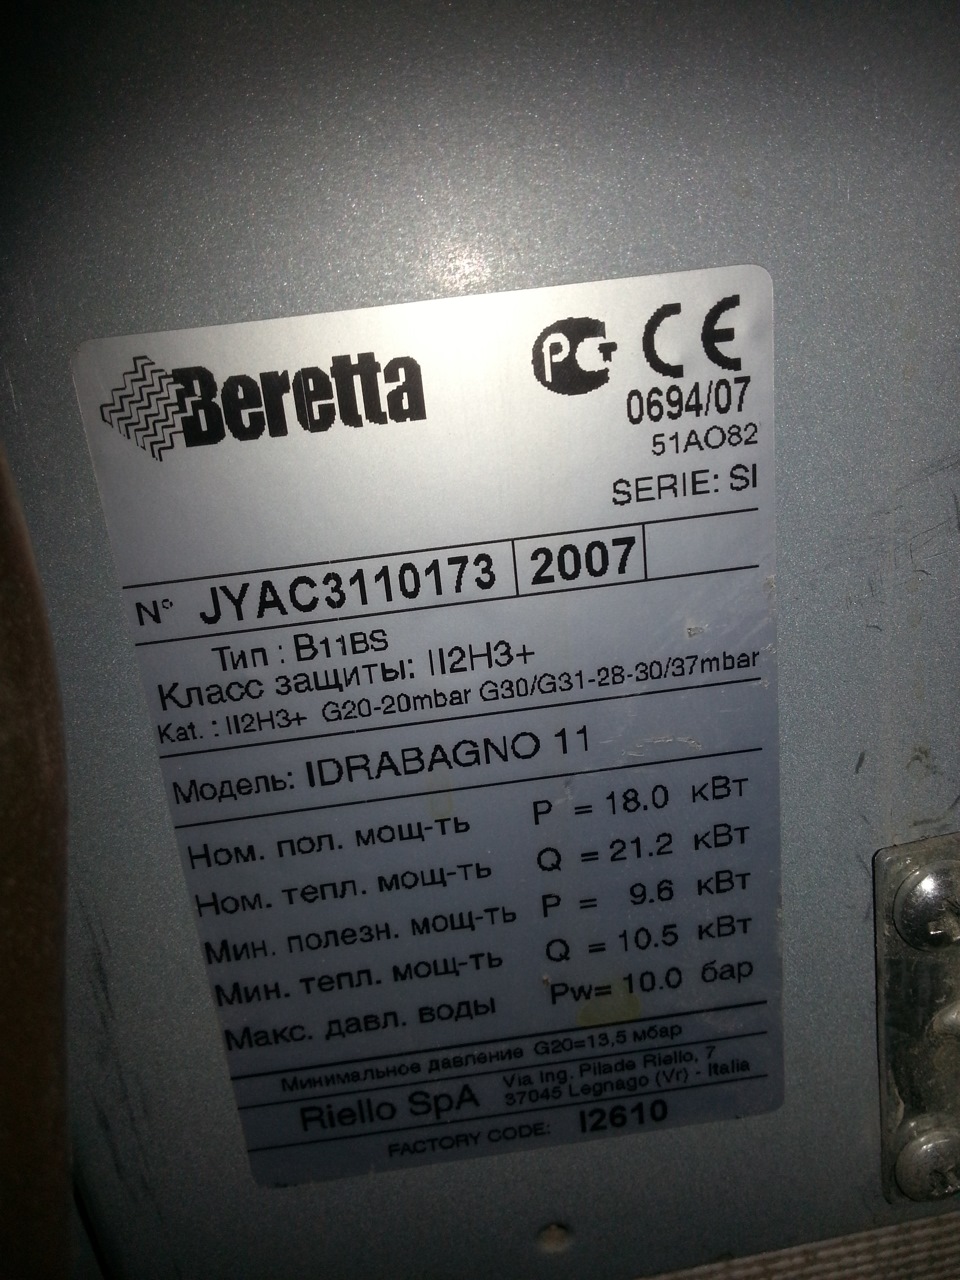 Beretta
PCT CE
0694/07
51AO82
SERIE: SI
N° JYAC3110173 2007
Тип : B11BS
Класс защиты: II2H3+
Kat. : II2H3+ G20-20mbar G30/G31-28-30/37mbar
Модель: IDRABAGNO 11
Ном. пол. мощ-ть P = 18.0 кВт
Ном. тепл. мощ-ть Q = 21.2 кВт
Мин. полезн. мощ-ть P = 9.6 кВт
Мин. тепл. мощ-ть Q = 10.5 кВт
Макс. давл. воды Pw= 10.0 бар
Минимальное давление G20=13,5 мбар
Riello SpA Via Ing. Pilade Riello, 7
37045 Legnago (Vr) - Italia
FACTORY CODE: I2610